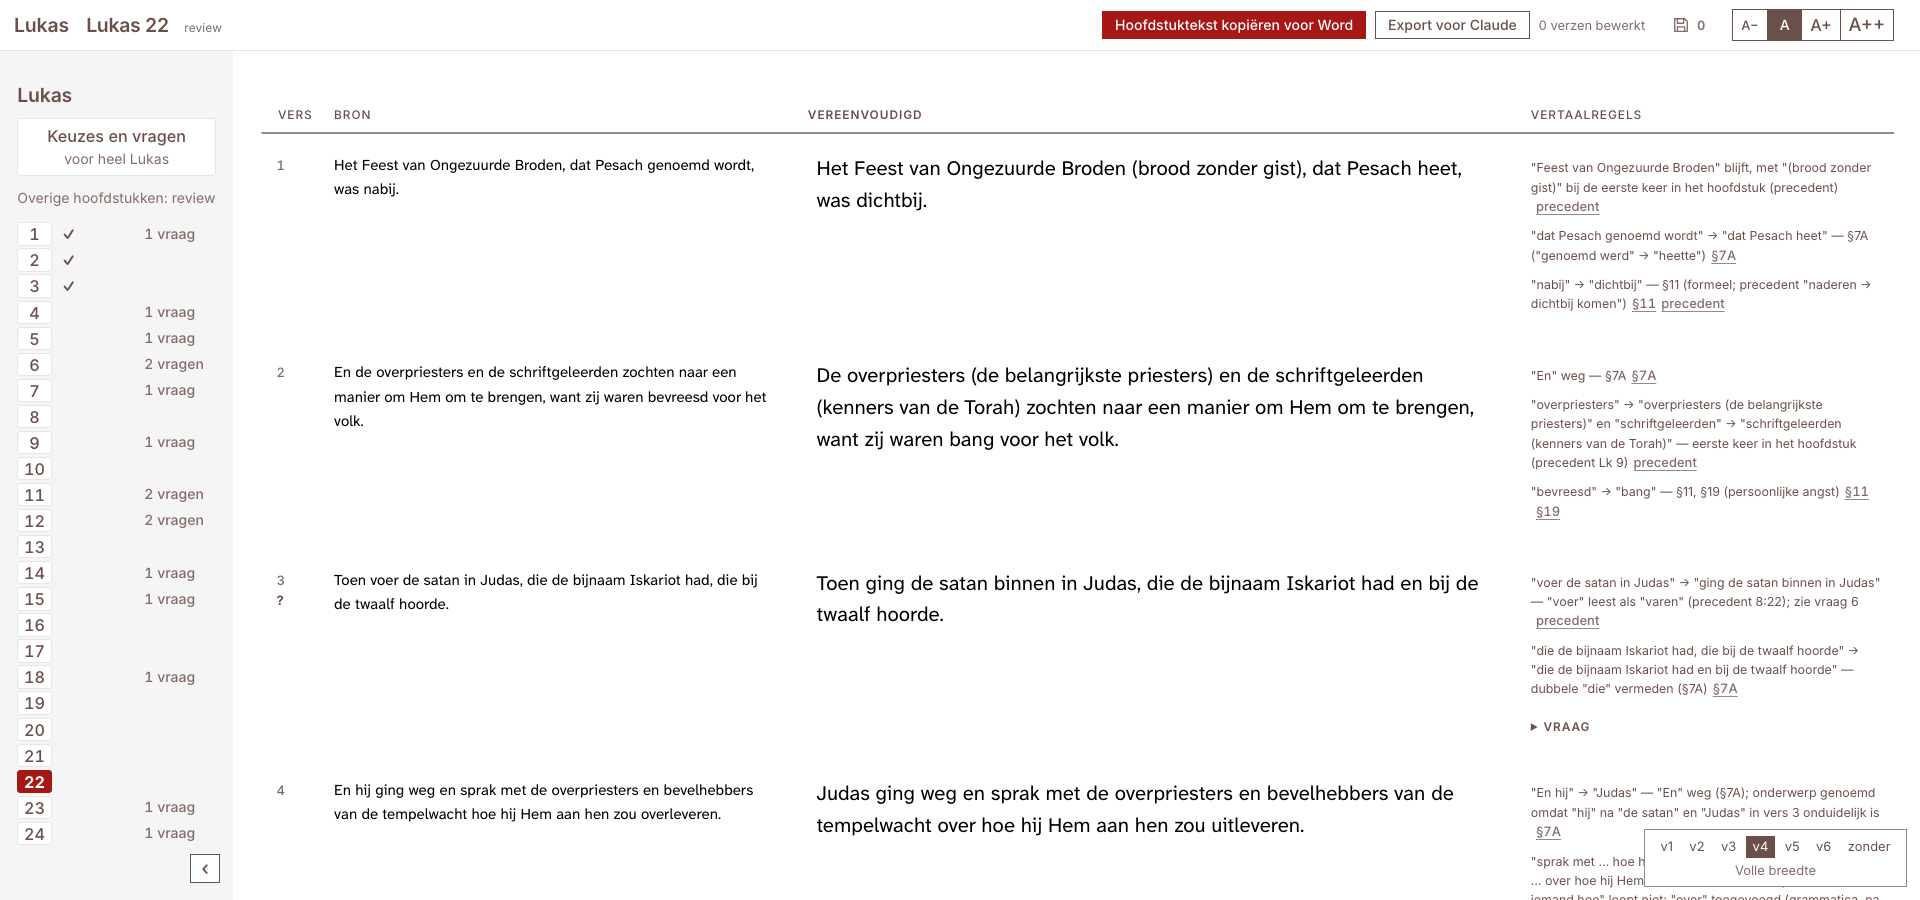 Lukas Lukas 22 review
Hoofdstuktekst kopiëren voor Word Export voor Claude 0 verzen bewerkt 0 A− A A+ A++
Lukas
Keuzes en vragen
voor heel Lukas
Overige hoofdstukken: review
1 ✓ 1 vraag
2 ✓
3 ✓
4 1 vraag
5 1 vraag
6 2 vragen
7 1 vraag
8
9 1 vraag
10
11 2 vragen
12 2 vragen
13
14 1 vraag
15 1 vraag
16
17
18 1 vraag
19
20
21
22
23 1 vraag
24 1 vraag
VERS BRON VEREENVOUDIGD VERTAALREGELS
1
Het Feest van Ongezuurde Broden, dat Pesach genoemd wordt,
was nabij.
Het Feest van Ongezuurde Broden (brood zonder gist), dat Pesach heet,
was dichtbij.
"Feest van Ongezuurde Broden" blijft, met "(brood zonder
gist)" bij de eerste keer in het hoofdstuk (precedent)
precedent
"dat Pesach genoemd wordt" → "dat Pesach heet" — §7A
("genoemd werd" → "heette") §7A
"nabij" → "dichtbij" — §11 (formeel; precedent "naderen →
dichtbij komen") §11 precedent
2
En de overpriesters en de schriftgeleerden zochten naar een
manier om Hem om te brengen, want zij waren bevreesd voor het
volk.
De overpriesters (de belangrijkste priesters) en de schriftgeleerden
(kenners van de Torah) zochten naar een manier om Hem om te brengen,
want zij waren bang voor het volk.
"En" weg — §7A §7A
"overpriesters" → "overpriesters (de belangrijkste
priesters)" en "schriftgeleerden" → "schriftgeleerden
(kenners van de Torah)" — eerste keer in het hoofdstuk
(precedent Lk 9) precedent
"bevreesd" → "bang" — §11, §19 (persoonlijke angst) §11
§19
3
?
Toen voer de satan in Judas, die de bijnaam Iskariot had, die bij
de twaalf hoorde.
Toen ging de satan binnen in Judas, die de bijnaam Iskariot had en bij de
twaalf hoorde.
"voer de satan in Judas" → "ging de satan binnen in Judas"
— "voer" leest als "varen" (precedent 8:22); zie vraag 6
precedent
"die de bijnaam Iskariot had, die bij de twaalf hoorde" →
"die de bijnaam Iskariot had en bij de twaalf hoorde" —
dubbele "die" vermeden (§7A) §7A
VRAAG
4
En hij ging weg en sprak met de overpriesters en bevelhebbers
van de tempelwacht hoe hij Hem aan hen zou overleveren.
Judas ging weg en sprak met de overpriesters en bevelhebbers van de
tempelwacht over hoe hij Hem aan hen zou uitleveren.
"En hij" → "Judas" — "En" weg (§7A); onderwerp genoemd
omdat "hij" na "de satan" en "Judas" in vers 3 onduidelijk is
§7A
"sprak met ... hoe h
... over hoe hij Hem
iemand hoe" loopt niet; "over" toegevoegd (grammatica, na
v1 v2 v3 v4 v5 v6 zonder
Volle breedte